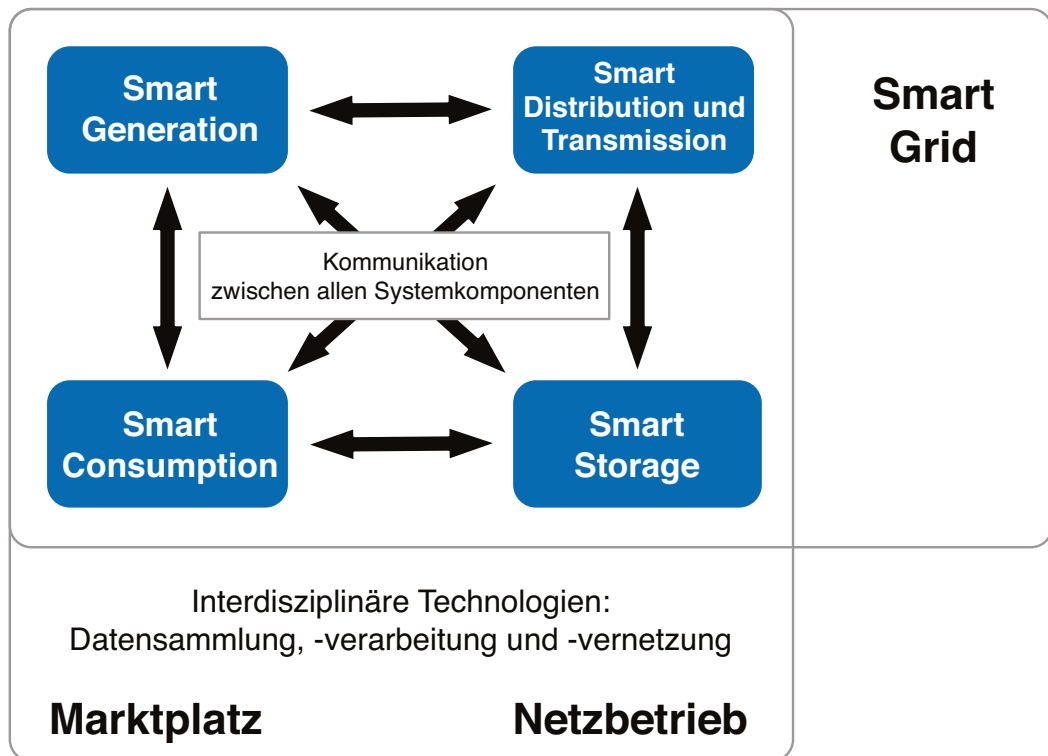 Smart
Generation
Smart
Distribution und
Transmission
Smart
Grid
Kommunikation
zwischen allen Systemkomponenten
Smart
Consumption
Smart
Storage
Interdisziplinäre Technologien:
Datensammlung, -verarbeitung und -vernetzung
Marktplatz
Netzbetrieb